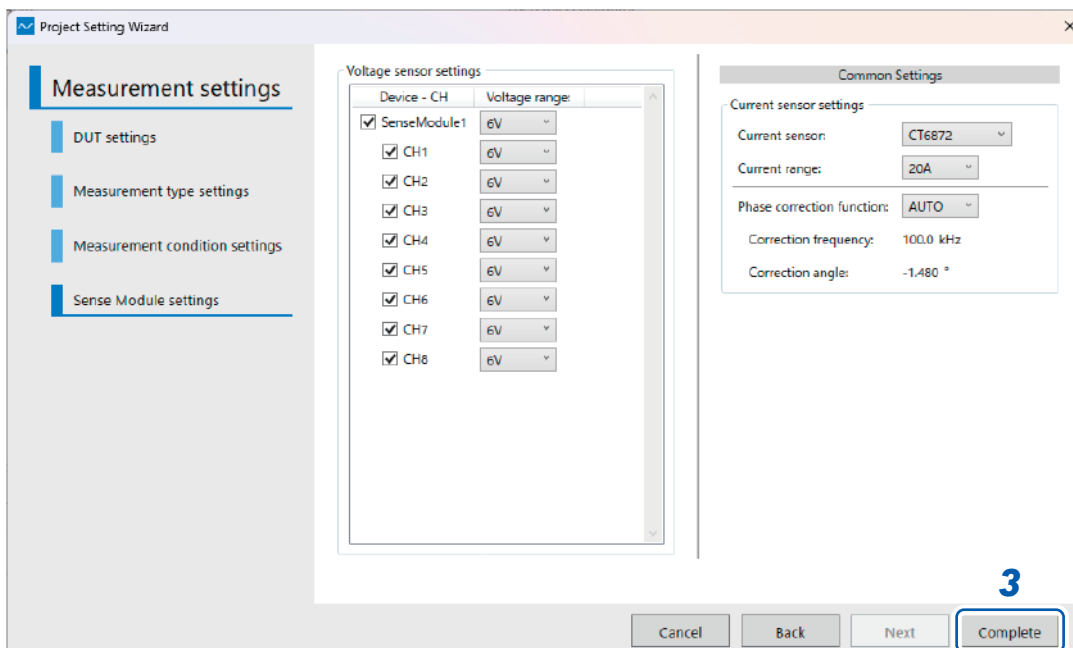 Project Setting Wizard
Measurement settings
DUT settings
Measurement type settings
Measurement condition settings
Sense Module settings
Voltage sensor settings
Device - CH Voltage range:
SenseModule1 6V
CH1 6V
CH2 6V
CH3 6V
CH4 6V
CH5 6V
CH6 6V
CH7 6V
CH8 6V
Common Settings
Current sensor settings
Current sensor: CT6872
Current range: 20A
Phase correction function: AUTO
Correction frequency: 100.0 kHz
Correction angle: -1.480 °
3
Cancel Back Next Complete